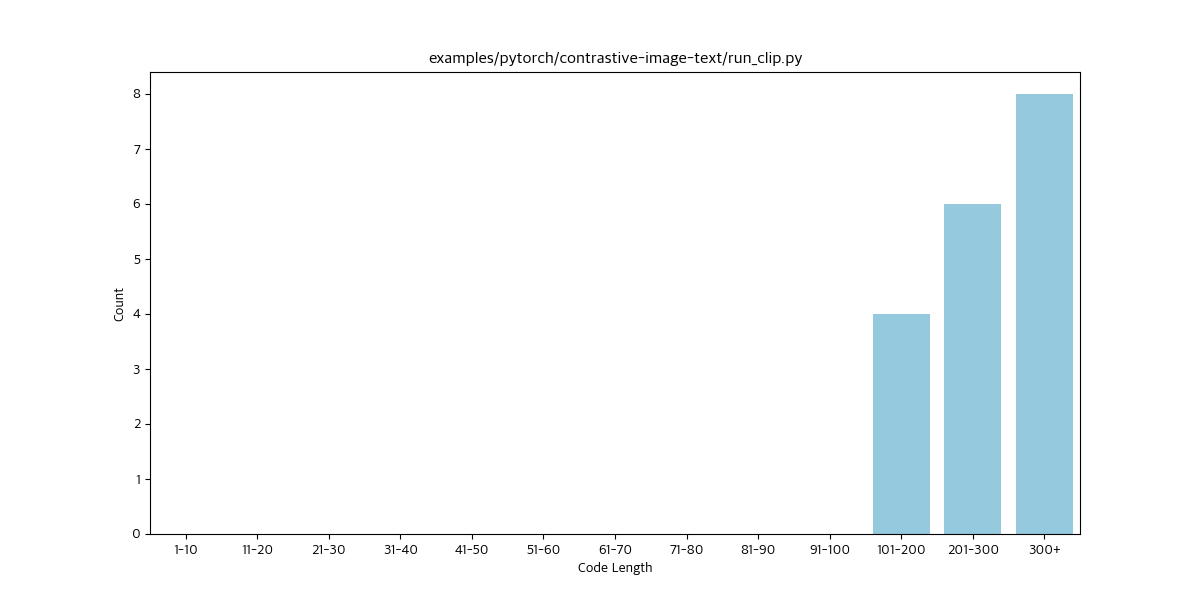 examples/pytorch/contrastive-image-text/run_clip.py
8
7
6
5
4
3
2
1
0
Count
1-10 11-20 21-30 31-40 41-50 51-60 61-70 71-80 81-90 91-100 101-200 201-300 300+
Code Length